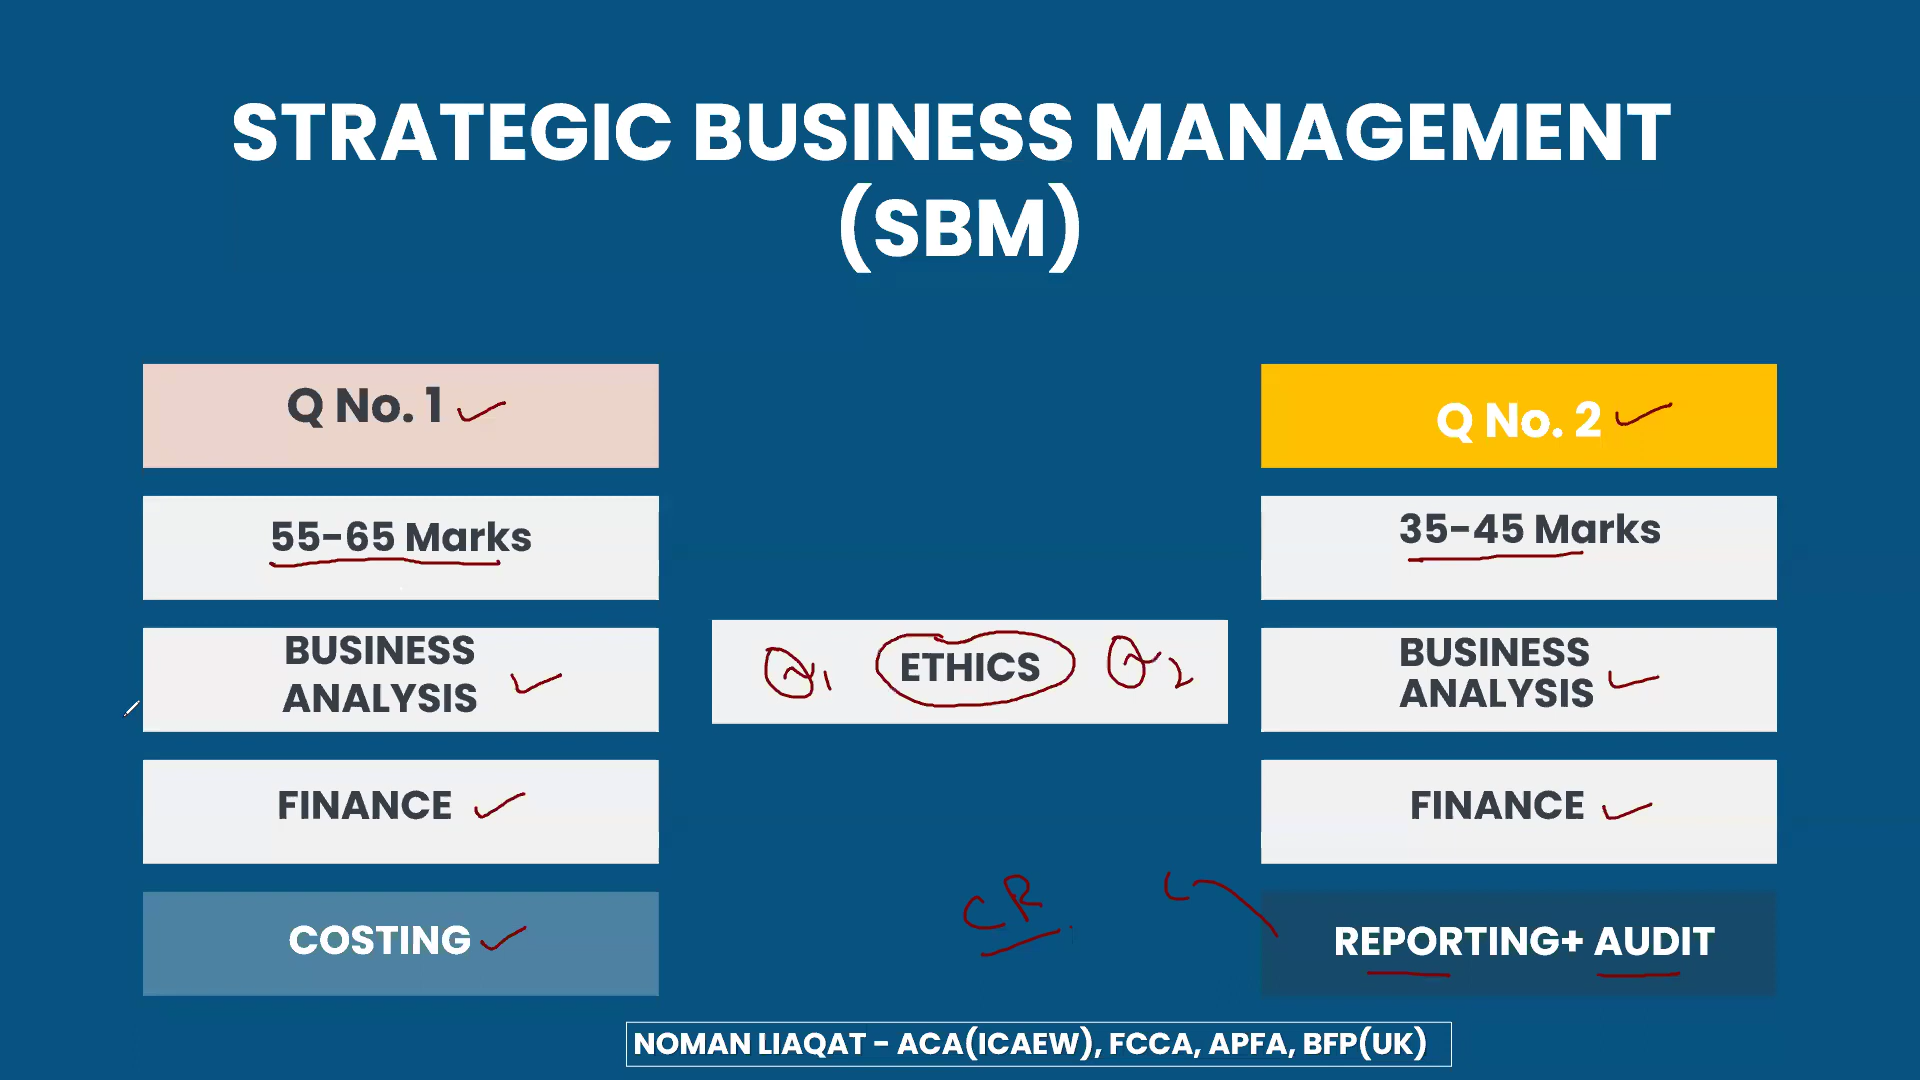 STRATEGIC BUSINESS MANAGEMENT
(SBM)
Q No. 1
55-65 Marks
BUSINESS
ANALYSIS
FINANCE
COSTING
Q1 ETHICS Q2
CR
Q No. 2
35-45 Marks
BUSINESS
ANALYSIS
FINANCE
REPORTING+ AUDIT
NOMAN LIAQAT - ACA(ICAEW), FCCA, APFA, BFP(UK)